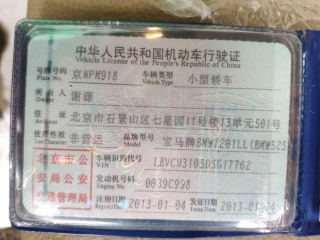 中华人民共和国机动车行驶证
Vehicle License of the People's Republic of China
号牌号码 京NPM918 车辆类型 小型轿车
Plate No. Vehicle Type
所有人 谢源
Owner
住址 北京市石景山区七星园11号楼13单元501号
Address
使用性质 非营运 品牌型号 宝马牌BMW7201LL(BMW525
Use Character Model
北京市公 车辆识别代号 LBVCU3105DSG17762
安局公安 VIN
交通管理局 发动机号码 0039C998
Engine No.
注册日期 2013-01-04 发证日期
Register Date Issue Date